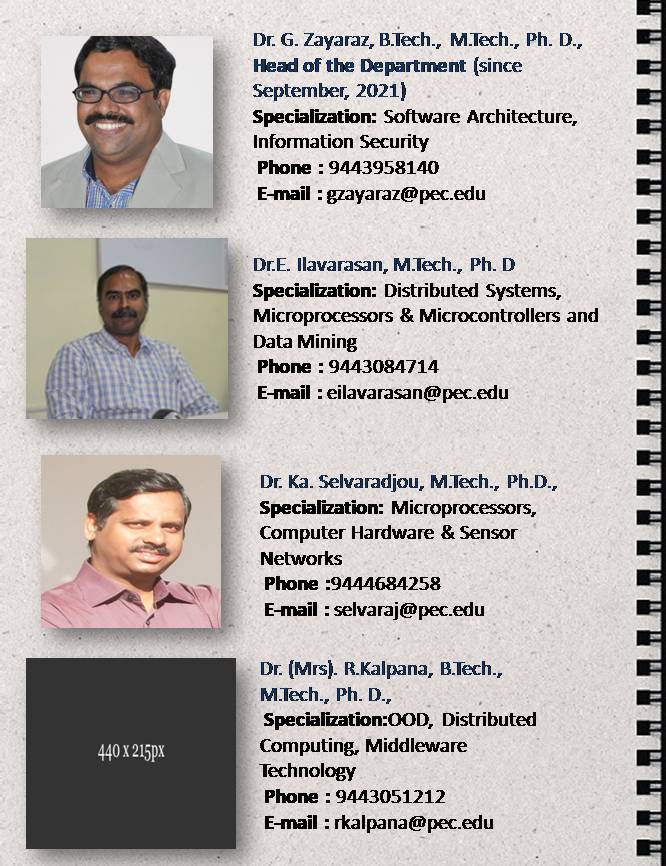 Dr. G. Zayaraz, B.Tech., M.Tech., Ph. D.,
Head of the Department (since
September, 2021)
Specialization: Software Architecture,
Information Security
Phone : 9443958140
E-mail : gzayaraz@pec.edu
Dr.E. Ilavarasan, M.Tech., Ph. D
Specialization: Distributed Systems,
Microprocessors & Microcontrollers and
Data Mining
Phone : 9443084714
E-mail : eilavarasan@pec.edu
Dr. Ka. Selvaradjou, M.Tech., Ph.D.,
Specialization: Microprocessors,
Computer Hardware & Sensor
Networks
Phone :9444684258
E-mail : selvaraj@pec.edu
440 x 215px
Dr. (Mrs). R.Kalpana, B.Tech.,
M.Tech., Ph. D.,
Specialization:OOD, Distributed
Computing, Middleware
Technology
Phone : 9443051212
E-mail : rkalpana@pec.edu